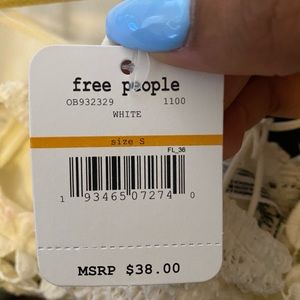 free people
OB932329 1100
WHITE
size S
FL_36
1 93465 07274 0
MSRP $38.00